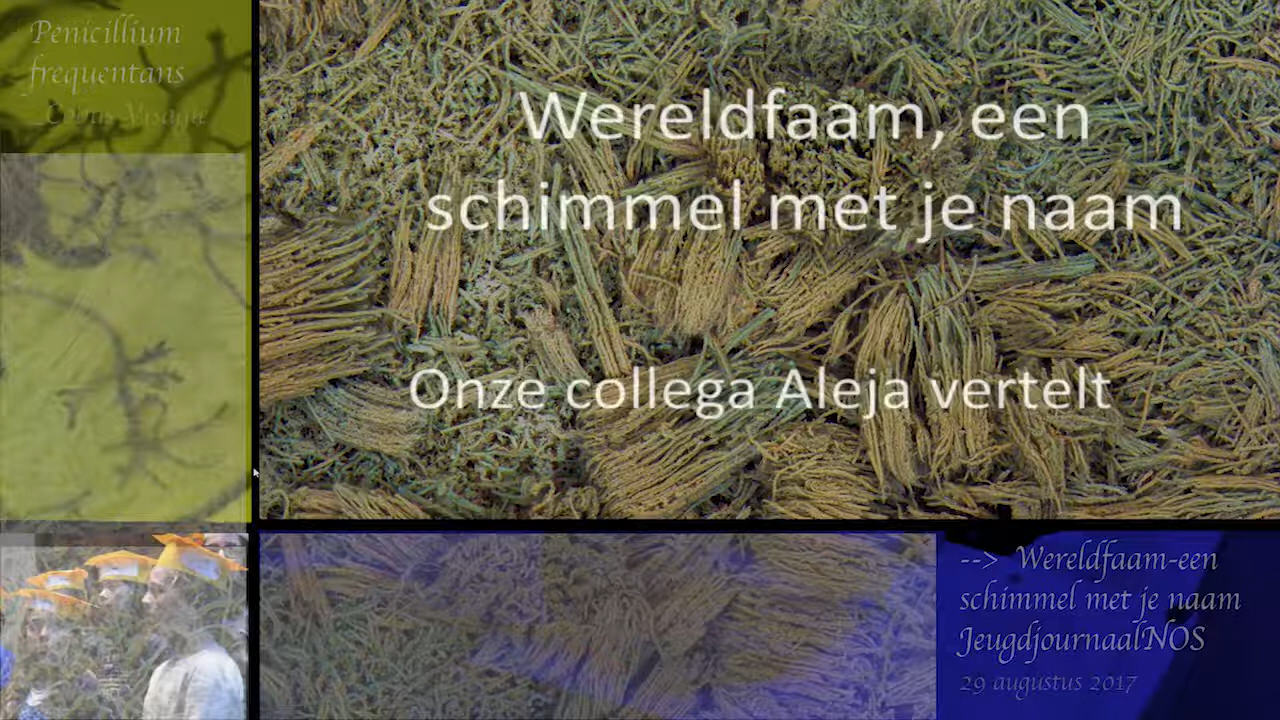 Penicillium
frequentans
Wereldfaam, een
schimmel met je naam
Onze collega Aleja vertelt
--> Wereldfaam-een
schimmel met je naam
JeugdjournaalNOS
29 augustus 2017